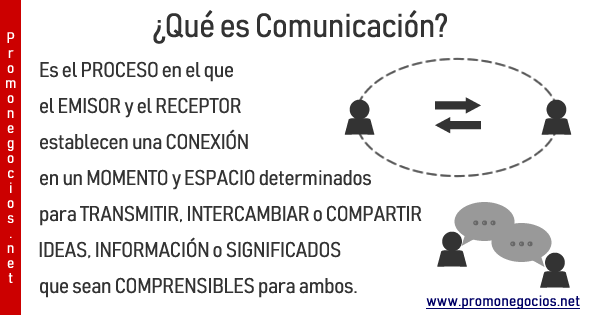 ¿Qué es Comunicación?
Es el PROCESO en el que
el EMISOR y el RECEPTOR
establecen una CONEXIÓN
en un MOMENTO y ESPACIO determinados
para TRANSMITIR, INTERCAMBIAR o COMPARTIR
IDEAS, INFORMACIÓN o SIGNIFICADOS
que sean COMPRENSIBLES para ambos.
www.promonegocios.net
Promonegocios.net